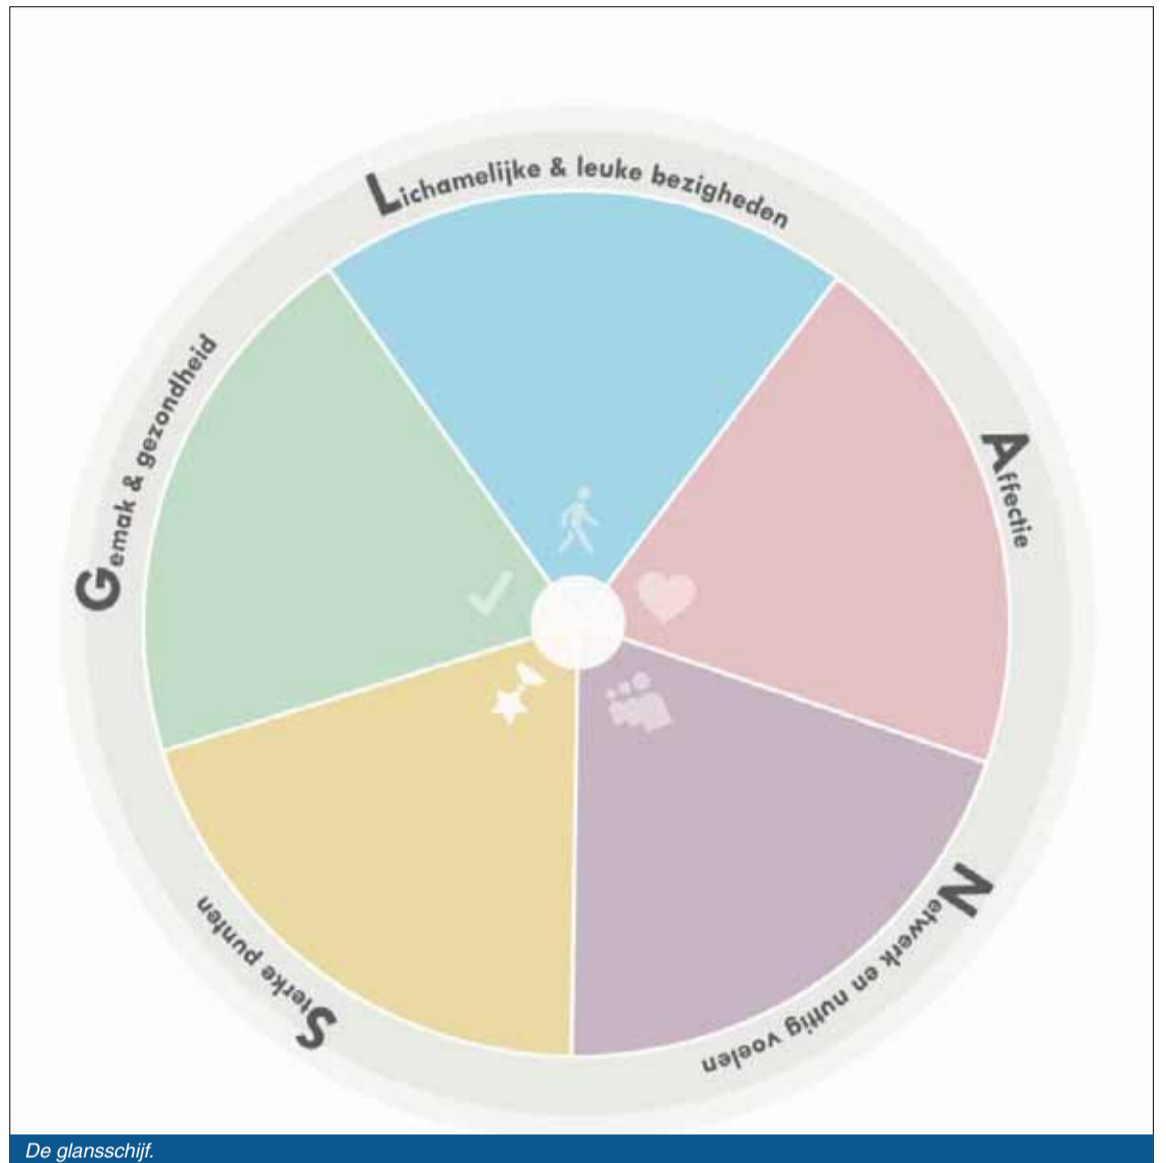 Gemak & gezondheid
Lichamelijke & leuke bezigheden
Affectie
Netwerk en nuttig voelen
Sterke punten
De glansschijf.